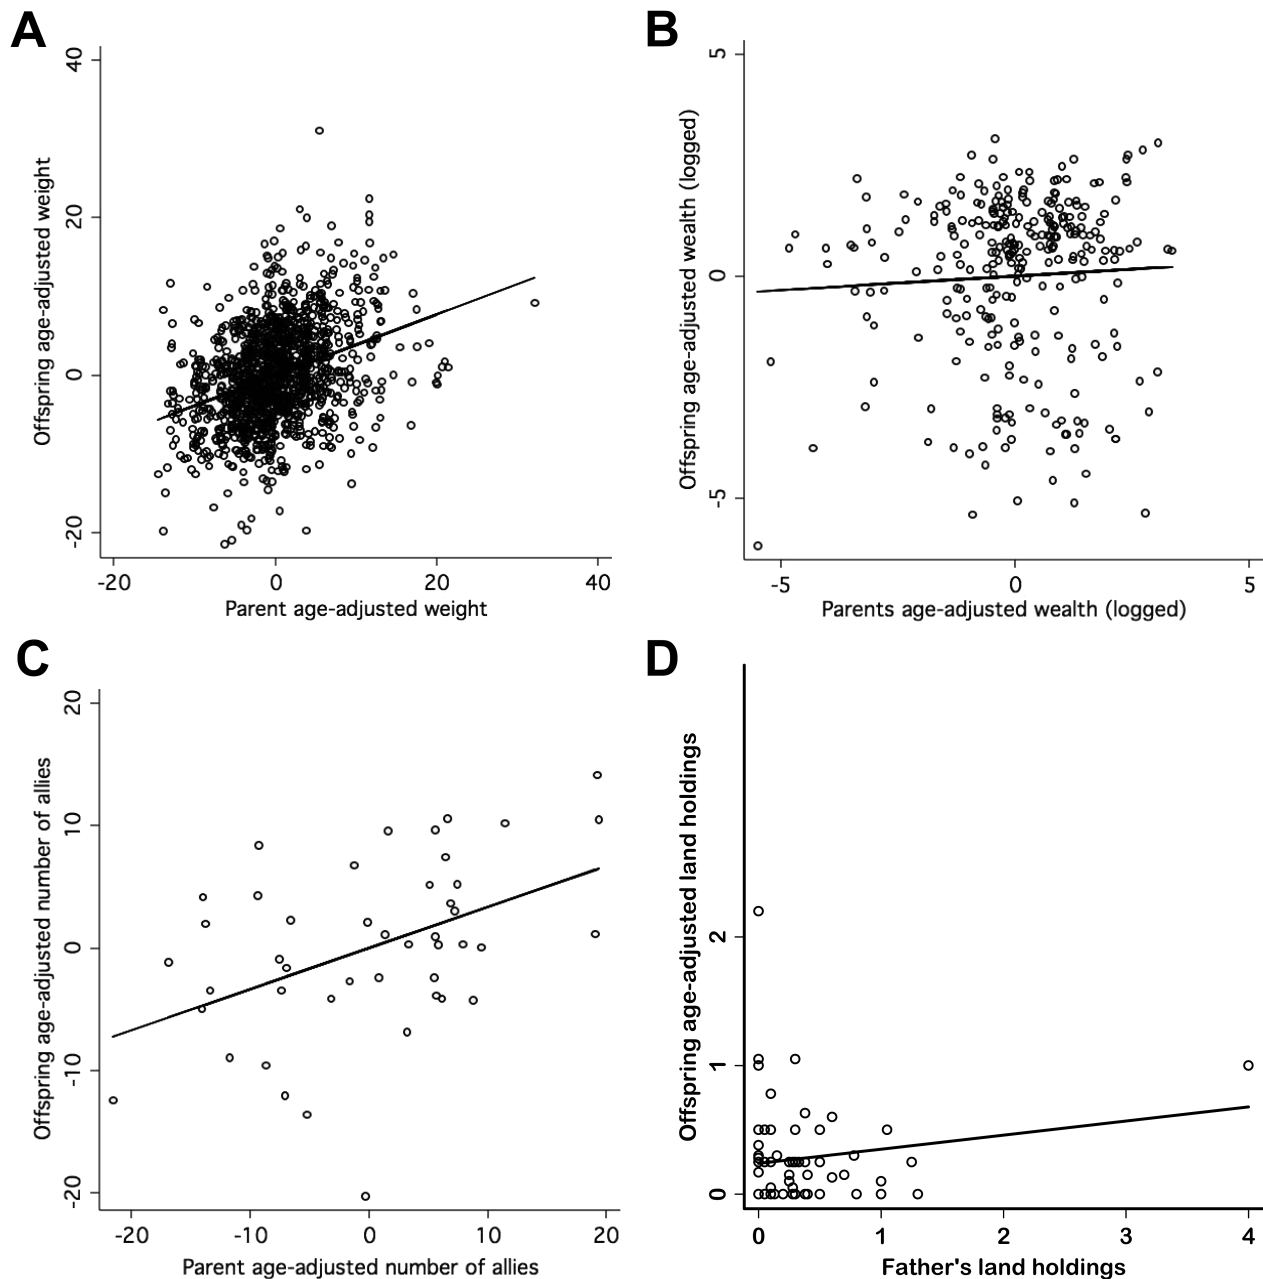 A
40
20
0
-20
Offspring age-adjusted weight
-20 0 20 40
Parent age-adjusted weight
B
5
0
-5
Offspring age-adjusted wealth (logged)
-5 0 5
Parents age-adjusted wealth (logged)
C
20
10
0
-10
-20
Offspring age-adjusted number of allies
-20 -10 0 10 20
Parent age-adjusted number of allies
D
2
1
0
Offspring age-adjusted land holdings
0 1 2 3 4
Father's land holdings